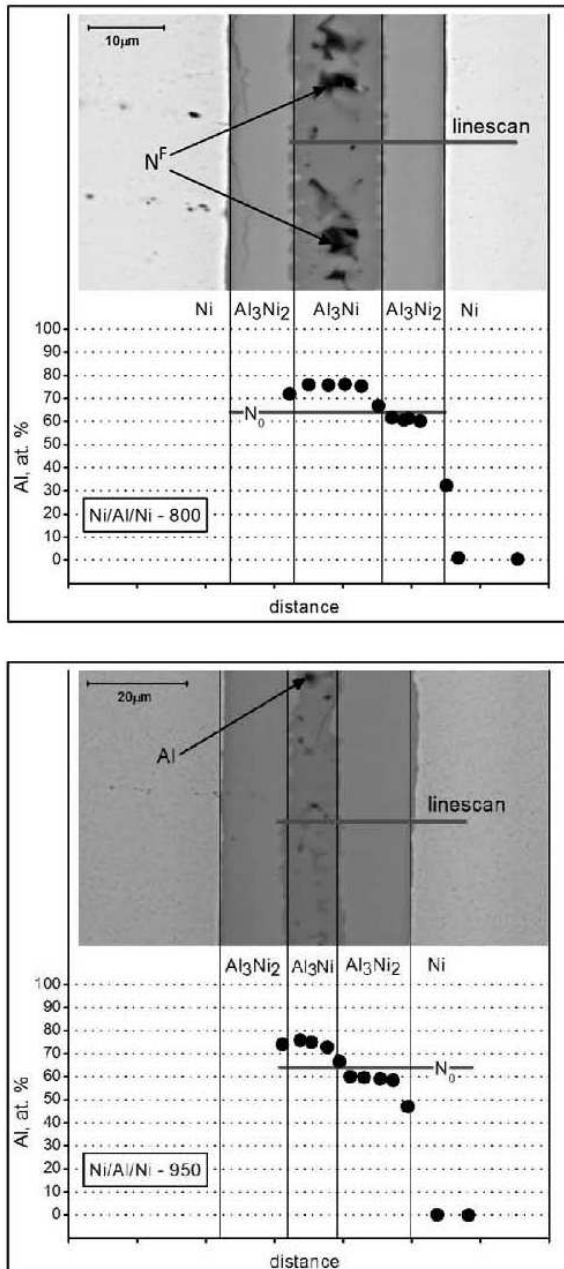 10μm
linescan
N^F
Ni Al₃Ni₂ Al₃Ni Al₃Ni₂ Ni
100
90
80
70
60
50
40
30
20
10
0
Al, at. %
N₀
Ni/Al/Ni - 800
distance
20μm
Al
linescan
Al₃Ni₂ Al₃Ni Al₃Ni₂ Ni
100
90
80
70
60
50
40
30
20
10
0
Al, at. %
N₀
Ni/Al/Ni - 950
distance